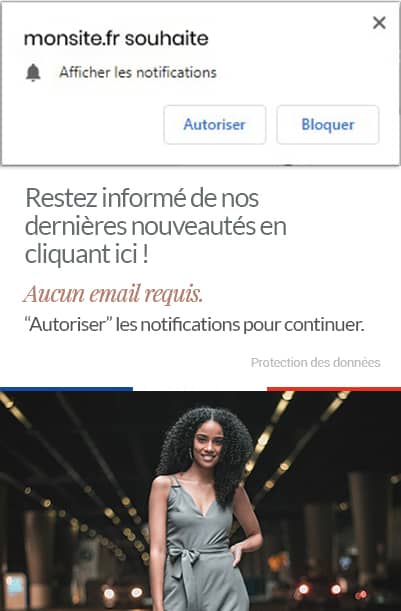 monsite.fr souhaite
Afficher les notifications
Autoriser
Bloquer
Restez informé de nos
dernières nouveautés en
cliquant ici !
Aucun email requis.
“Autoriser” les notifications pour continuer.
Protection des données